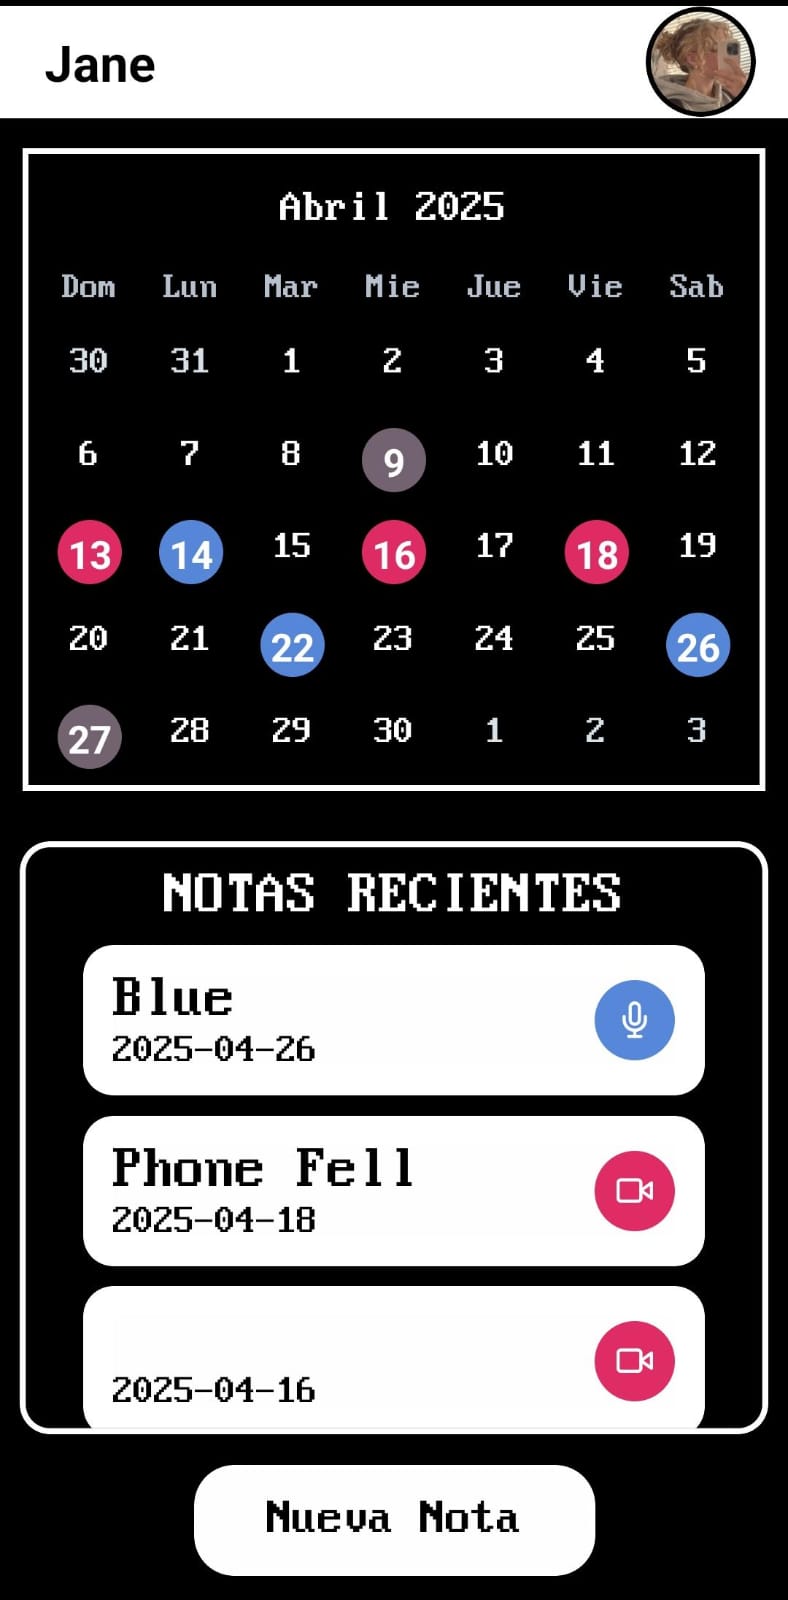 Jane
Abril 2025
Dom Lun Mar Mie Jue Vie Sab
30 31 1 2 3 4 5
6 7 8 9 10 11 12
13 14 15 16 17 18 19
20 21 22 23 24 25 26
27 28 29 30 1 2 3
NOTAS RECIENTES
Blue
2025-04-26
Phone Fell
2025-04-18
2025-04-16
Nueva Nota